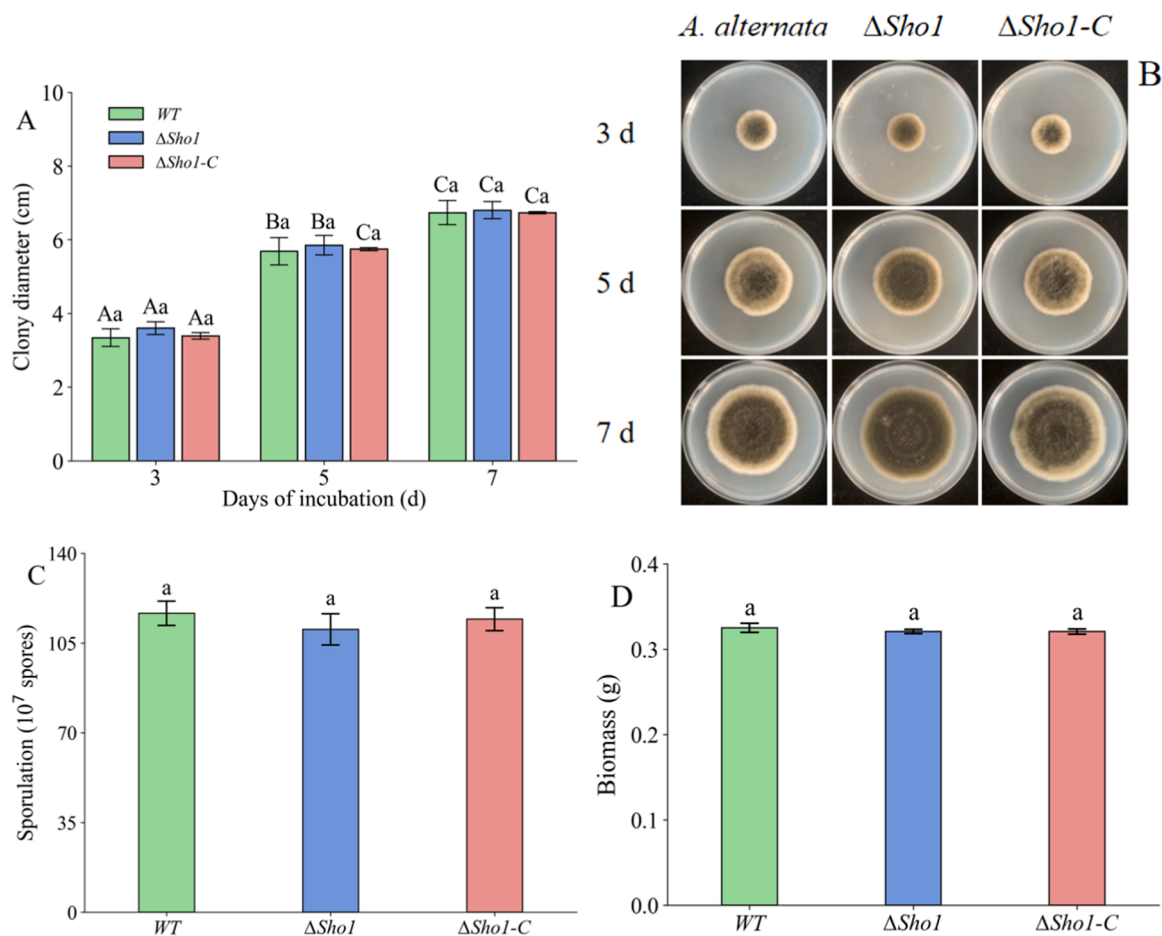 A. alternata ΔSho1 ΔSho1-C
B
A
10
8
6
4
2
0
Clony diameter (cm)
WT
ΔSho1
ΔSho1-C
Aa Aa Aa
Ba Ba Ca
Ca Ca Ca
3 5 7
Days of incubation (d)
3 d
5 d
7 d
C
140
105
70
35
0
Sporulation (10⁷ spores)
a a a
WT ΔSho1 ΔSho1-C
D
0.4
0.3
0.2
0.1
0.0
Biomass (g)
a a a
WT ΔSho1 ΔSho1-C